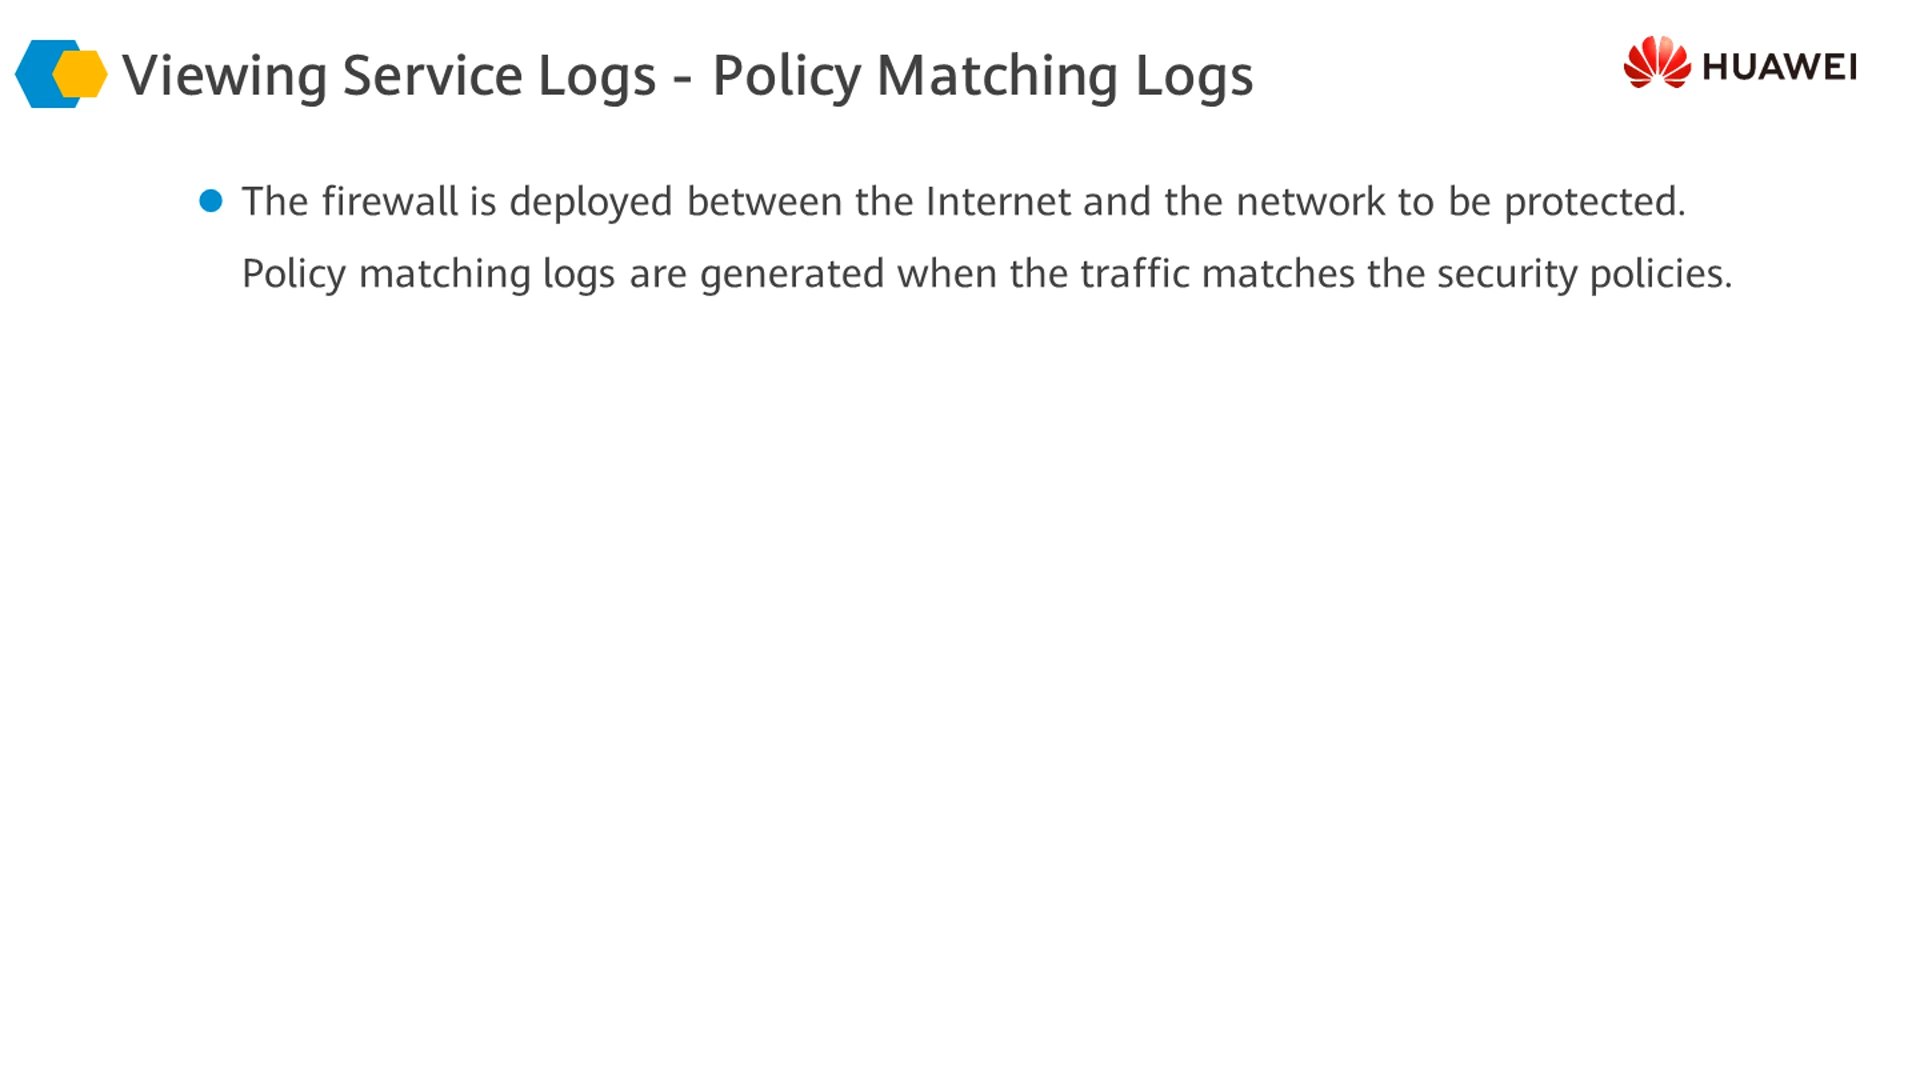 Viewing Service Logs - Policy Matching Logs
HUAWEI
The firewall is deployed between the Internet and the network to be protected.
Policy matching logs are generated when the traffic matches the security policies.